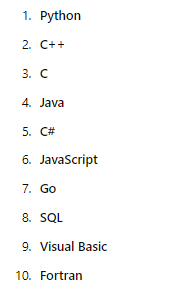 1. Python
2. C++
3. C
4. Java
5. C#
6. JavaScript
7. Go
8. SQL
9. Visual Basic
10. Fortran